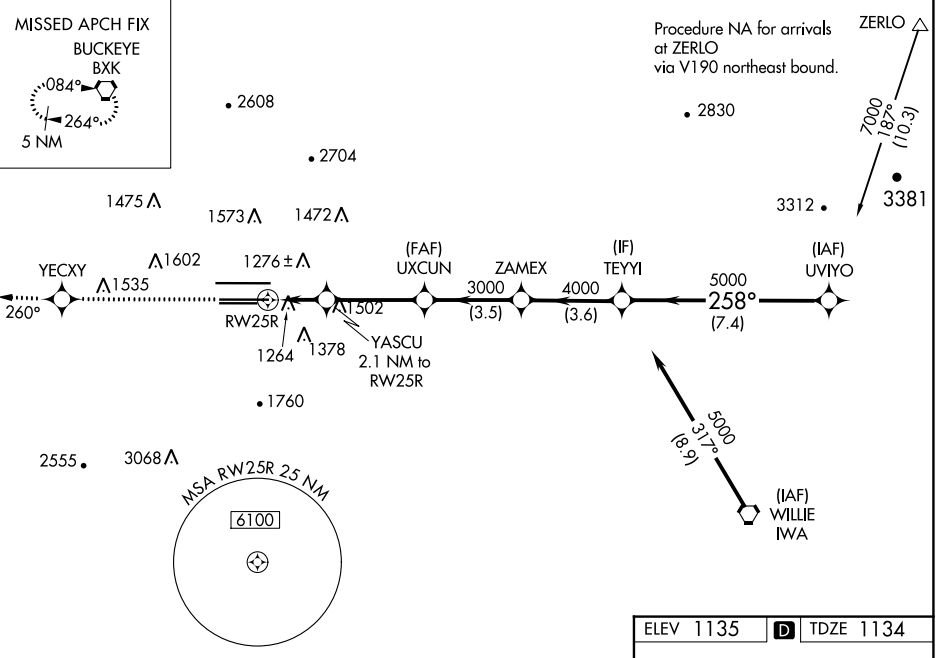 MISSED APCH FIX
BUCKEYE
BXK
084°
264°
5 NM
Procedure NA for arrivals
at ZERLO
via V190 northeast bound.
ZERLO
7000
187°
(10.3)
2608
2830
2704
3381
3312
1475
1573
1472
(FAF)
UXCUN
ZAMEX
(IF)
TEYYI
(IAF)
UVIYO
YECXY
1602
1276±
1535
260°
RW25R
1502
3000
(3.5)
4000
(3.6)
5000
258°
(7.4)
1264
1378
YASCU
2.1 NM to
RW25R
1760
5000
317°
(8.9)
2555
3068
(IAF)
WILLIE
IWA
MSA RW25R 25 NM
6100
ELEV 1135 D TDZE 1134